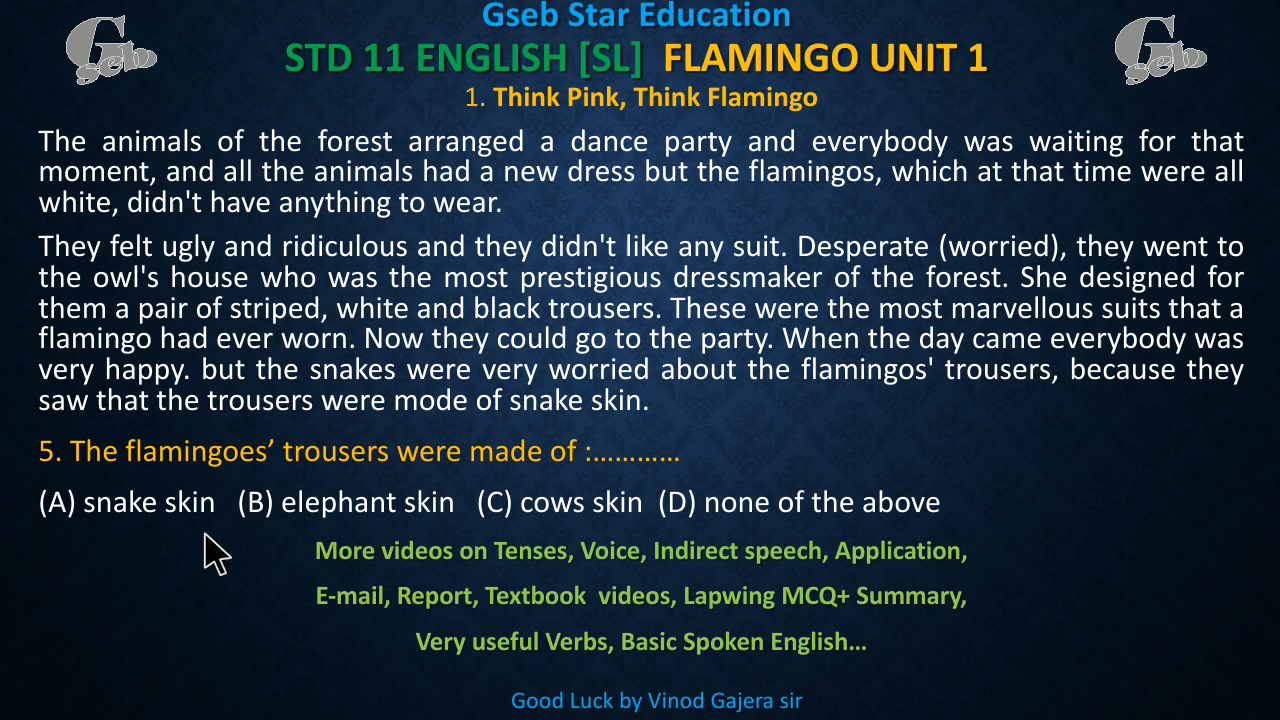 Gseb Star Education
STD 11 ENGLISH [SL] FLAMINGO UNIT 1
Gseb
Gseb
1. Think Pink, Think Flamingo
The animals of the forest arranged a dance party and everybody was waiting for that
moment, and all the animals had a new dress but the flamingos, which at that time were all
white, didn't have anything to wear.
They felt ugly and ridiculous and they didn't like any suit. Desperate (worried), they went to
the owl's house who was the most prestigious dressmaker of the forest. She designed for
them a pair of striped, white and black trousers. These were the most marvellous suits that a
flamingo had ever worn. Now they could go to the party. When the day came everybody was
very happy. but the snakes were very worried about the flamingos' trousers, because they
saw that the trousers were mode of snake skin.
5. The flamingoes’ trousers were made of :…………
(A) snake skin (B) elephant skin (C) cows skin (D) none of the above
More videos on Tenses, Voice, Indirect speech, Application,
E-mail, Report, Textbook videos, Lapwing MCQ+ Summary,
Very useful Verbs, Basic Spoken English…
Good Luck by Vinod Gajera sir